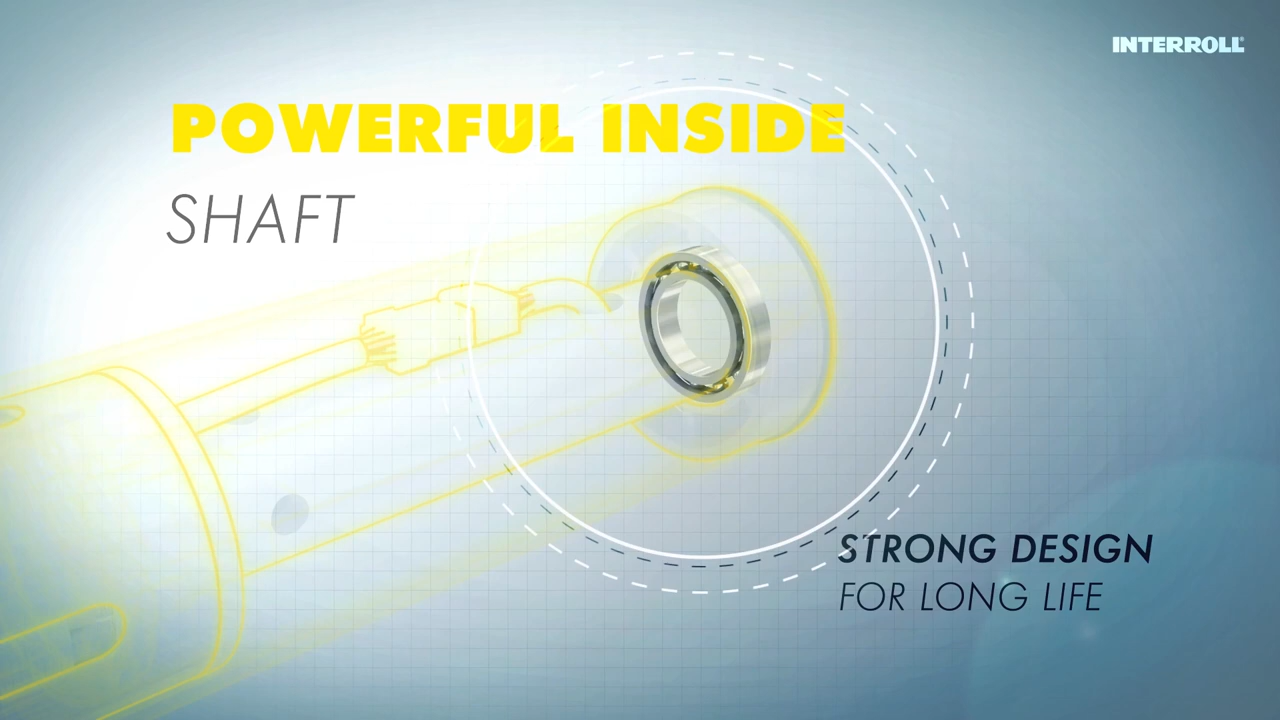 INTERROLL
POWERFUL INSIDE
SHAFT
STRONG DESIGN
FOR LONG LIFE